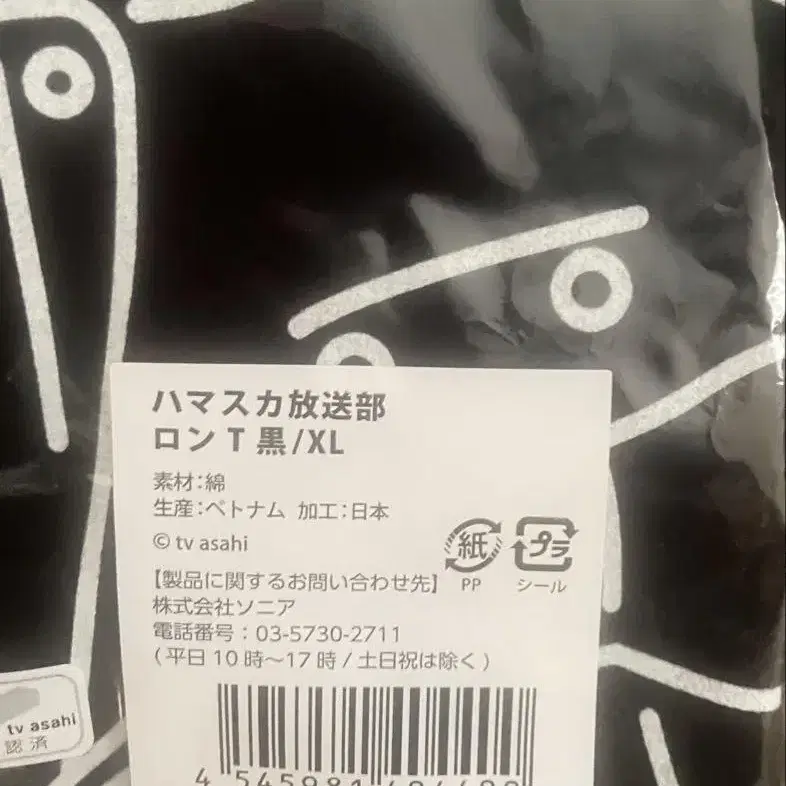 ハマスカ放送部
ロンT 黒/XL
素材:綿
生産:ベトナム 加工:日本
© tv asahi
紙
プラ
PP
シール
【製品に関するお問い合わせ先】
株式会社ソニア
電話番号:03-5730-2711
(平日10時~17時/土日祝は除く)
tv asahi
認済
4 545981